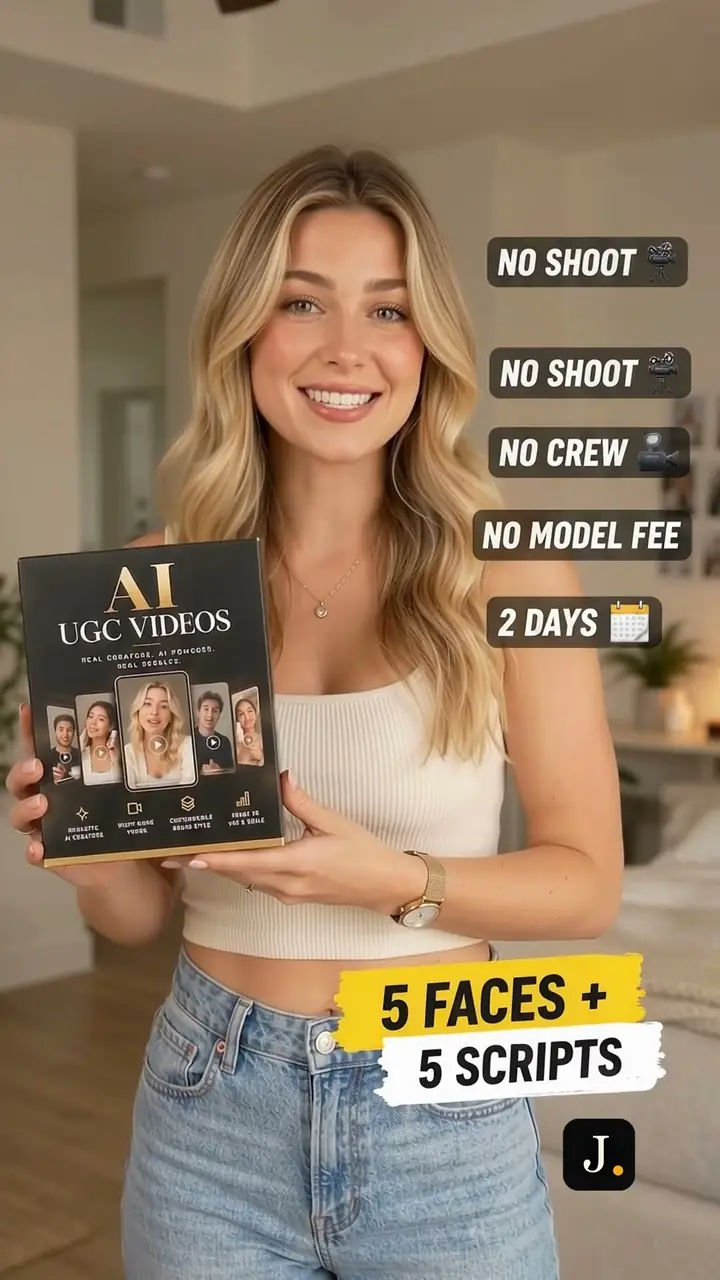 NO SHOOT 🎥
NO SHOOT 🎥
NO CREW 🎥
NO MODEL FEE
2 DAYS 🗓️
AI
UGC VIDEOS
5 FACES +
5 SCRIPTS
J.